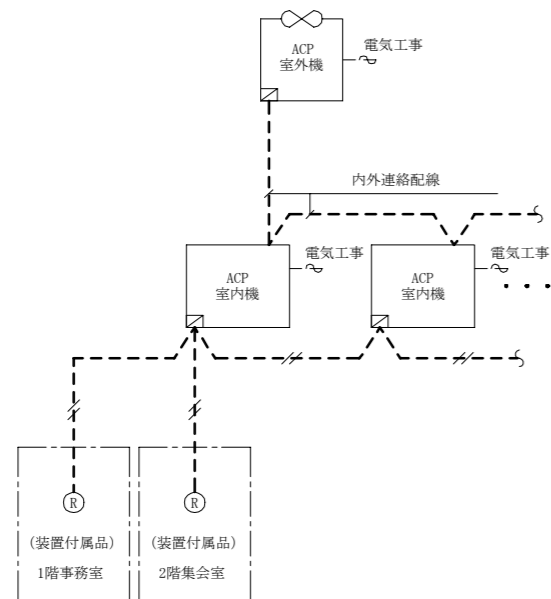 ACP
室外機
電気工事
内外連絡配線
電気工事
電気工事
ACP
室内機
ACP
室内機
R
R
(装置付属品)
(装置付属品)
1階事務室
2階集会室